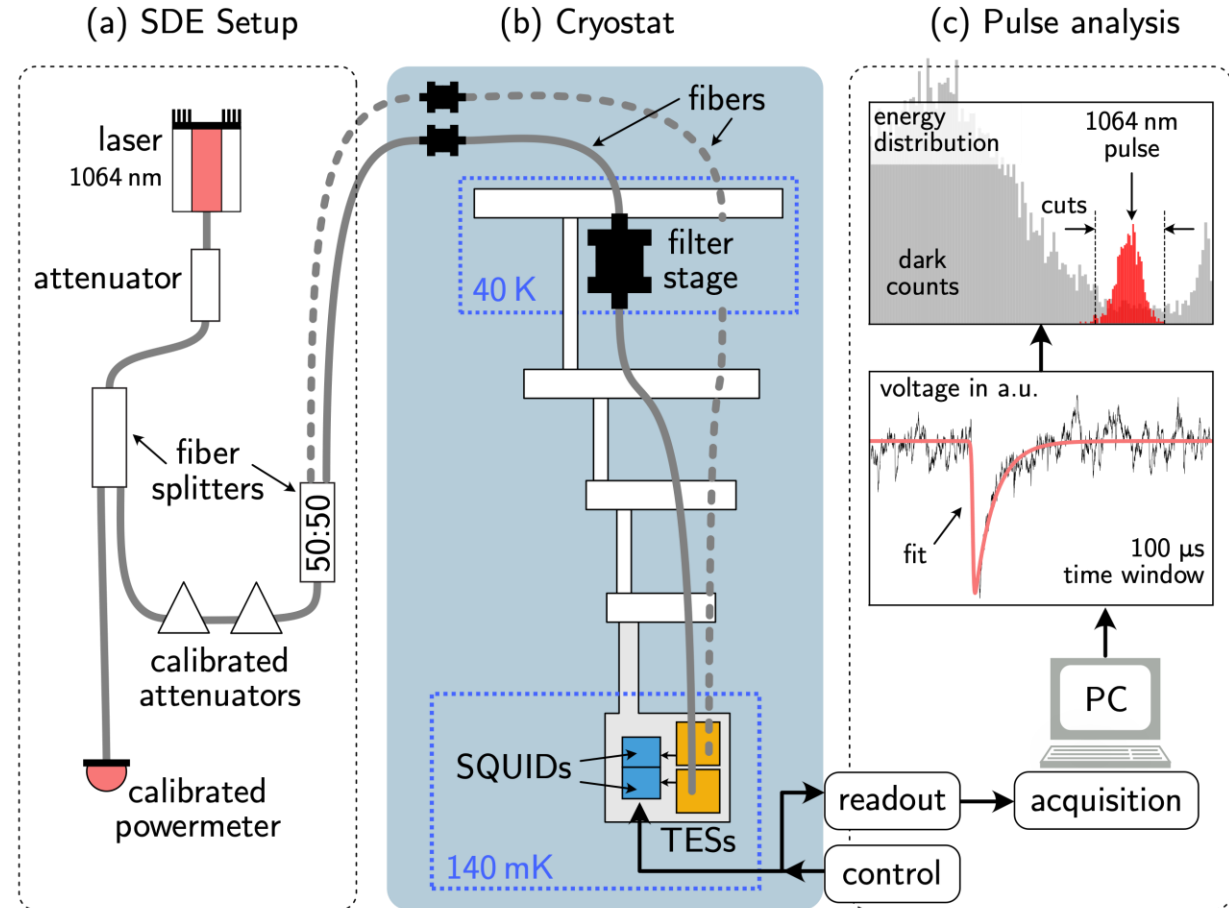 (a) SDE Setup
laser
1064 nm
attenuator
fiber
splitters
50:50
calibrated
attenuators
calibrated
powermeter
(b) Cryostat
fibers
filter
stage
40 K
SQUIDs
TESs
140 mK
(c) Pulse analysis
energy
distribution
1064 nm
pulse
cuts
dark
counts
voltage in a.u.
fit
100 µs
time window
PC
readout
acquisition
control